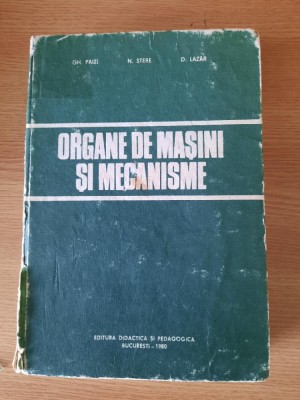 GH. PAIZI N. STERE D. LAZĂR
ORGANE DE MAȘINI
ȘI MECANISME
EDITURA DIDACTICĂ ȘI PEDAGOGICĂ
BUCUREȘTI – 1980